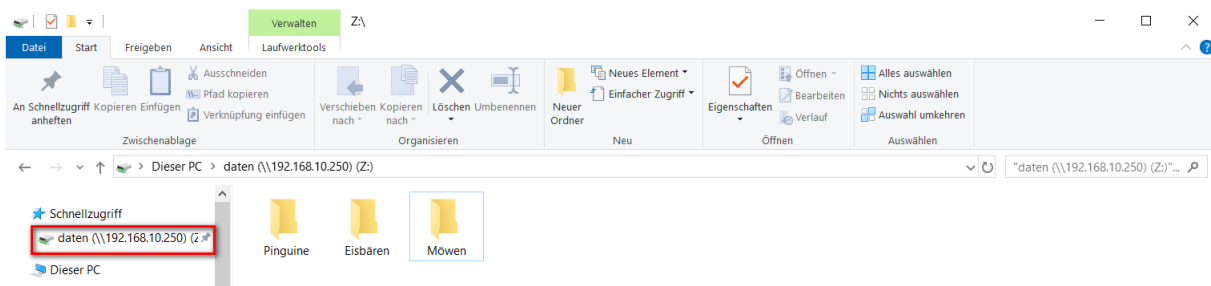 Verwalten Z:\
Datei Start Freigeben Ansicht Laufwerktools
An Schnellzugriff anheften
Kopieren
Einfügen
Ausschneiden
Pfad kopieren
Verknüpfung einfügen
Zwischenablage
Verschieben nach
Kopieren nach
Löschen
Umbenennen
Organisieren
Neuer Ordner
Neues Element
Einfacher Zugriff
Neu
Eigenschaften
Öffnen
Bearbeiten
Verlauf
Öffnen
Alles auswählen
Nichts auswählen
Auswahl umkehren
Auswählen
Dieser PC > daten (\\192.168.10.250) (Z:)
"daten (\\192.168.10.250) (Z:)"...
Schnellzugriff
daten (\\192.168.10.250) (Z
Dieser PC
Pinguine Eisbären Möwen